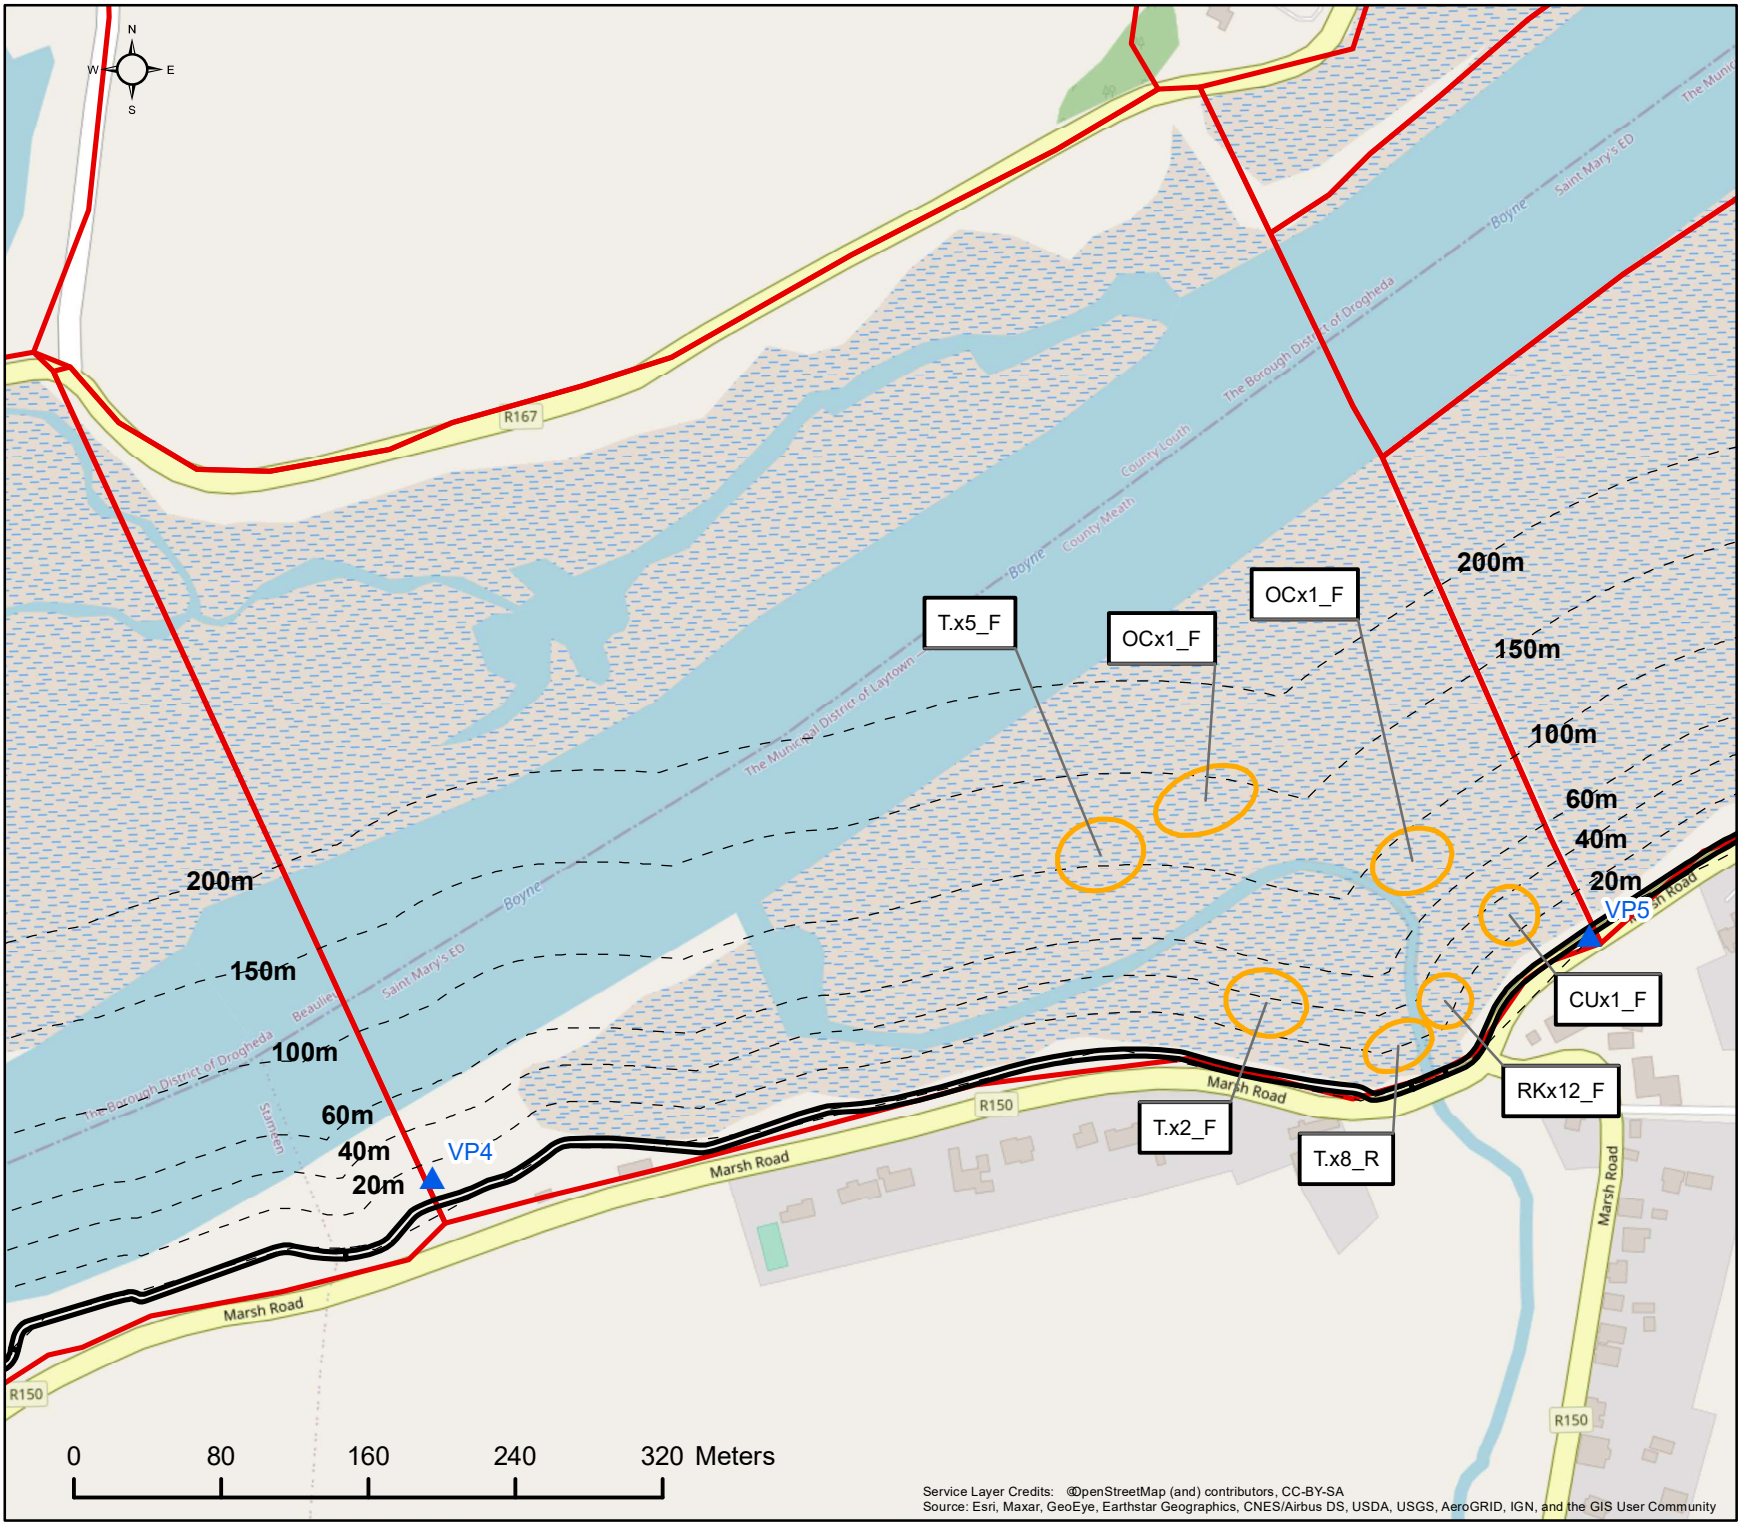 N
W E
S
The Munic
Saint Mary's ED
Boyne
The Borough District of Drogheda
R167
County Louth
County Meath
Boyne
200m
OCx1_F
T.x5_F
OCx1_F
150m
The Municipal District of Laytown
100m
60m
40m
200m
20m
Marsh Road
VP5
Boyne
Saint Mary's ED
150m
Beaulieu
CUx1_F
100m
The Borough District of Drogheda
60m
Stameen
R150
Marsh Road
RKx12_F
T.x2_F
40m
VP4
T.x8_R
Marsh Road
20m
Marsh Road
Marsh Road
R150
R150
0 80 160 240 320 Meters
Service Layer Credits: ©OpenStreetMap (and) contributors, CC-BY-SA
Source: Esri, Maxar, GeoEye, Earthstar Geographics, CNES/Airbus DS, USDA, USGS, AeroGRID, IGN, and the GIS User Community